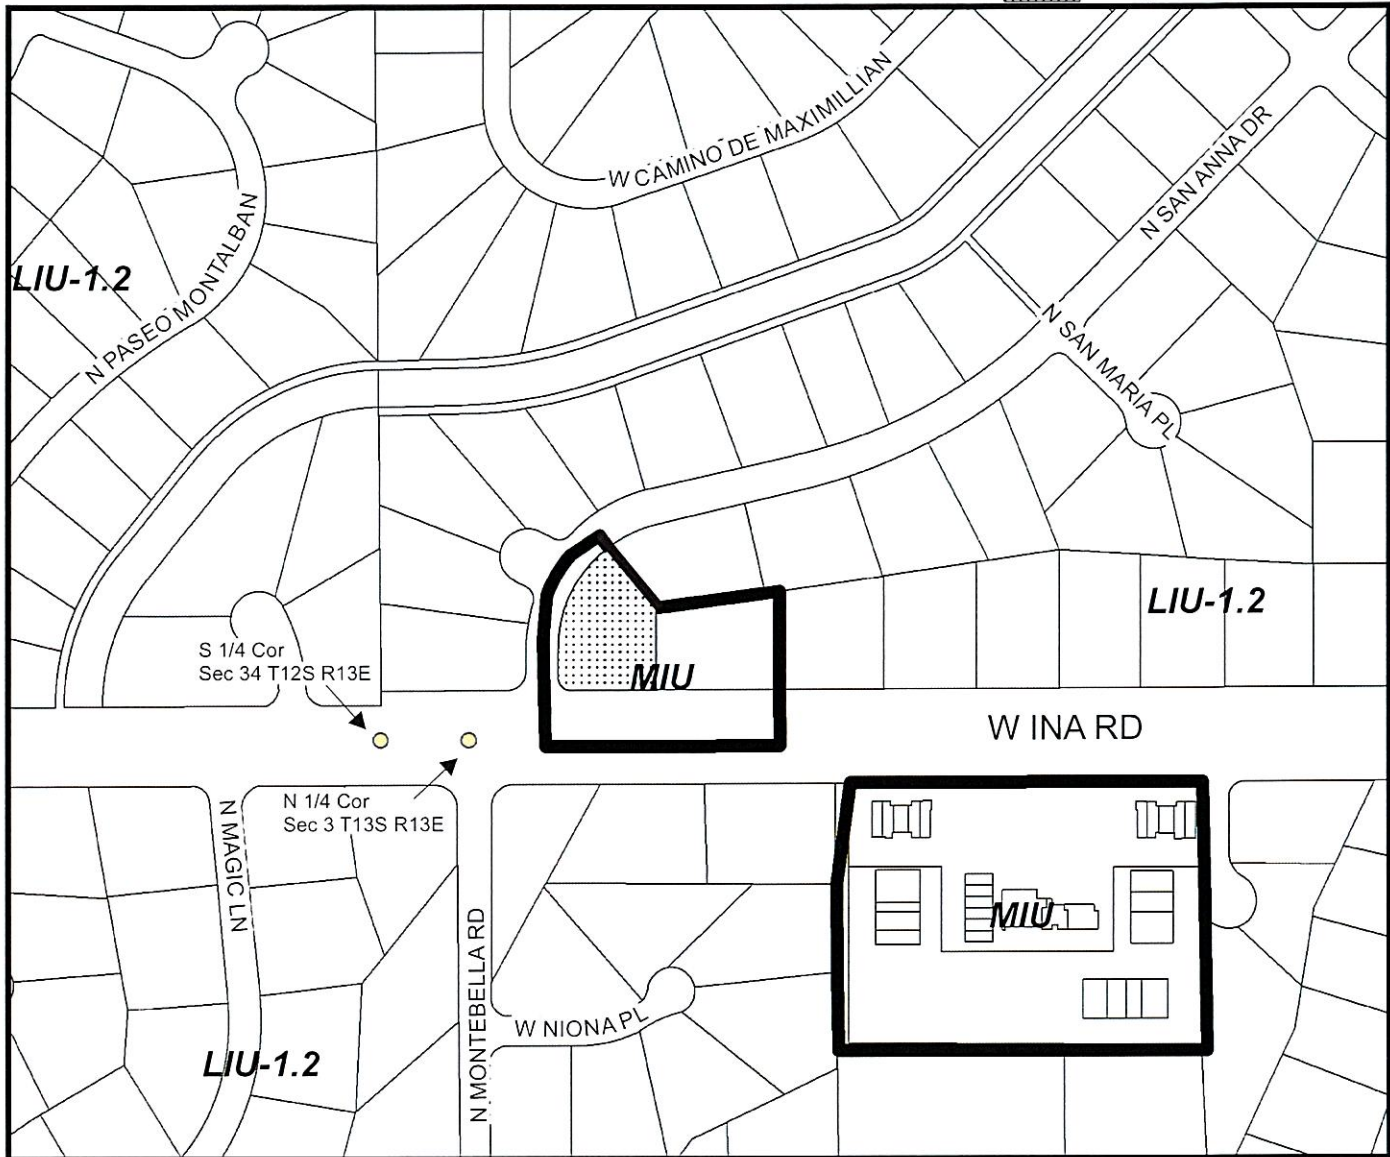 W CAMINO DE MAXIMILLIAN
N SAN ANNA DR
N PASEO MONTALBAN
LIU-1.2
N SAN MARIA PL
LIU-1.2
S 1/4 Cor
Sec 34 T12S R13E
MIU
W INA RD
N 1/4 Cor
Sec 3 T13S R13E
N MAGIC LN
MIU
N MONTEBELLA RD
W NIONA PL
LIU-1.2